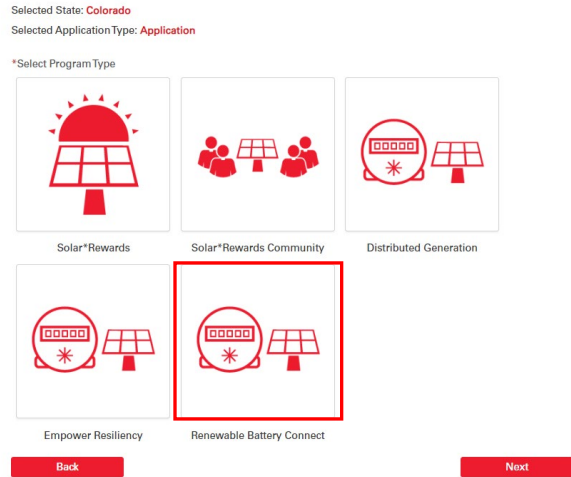 Selected State: Colorado
Selected Application Type: Application
*Select Program Type
Solar*Rewards
Solar*Rewards Community
Distributed Generation
Empower Resiliency
Renewable Battery Connect
Back
Next